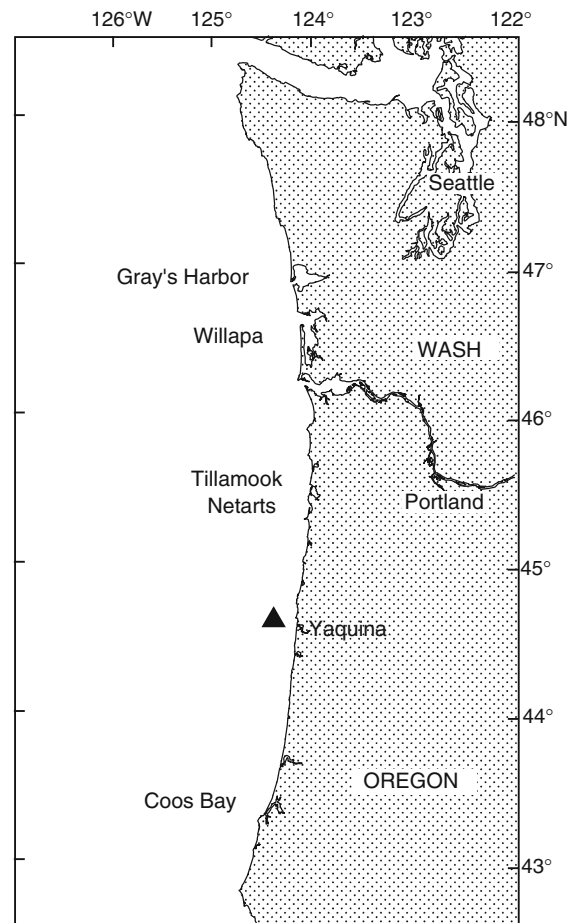 126°W 125° 124° 123° 122°
48°N
Seattle
47°
Gray's Harbor
Willapa
WASH
46°
Tillamook
Netarts
Portland
45°
Yaquina
44°
OREGON
Coos Bay
43°